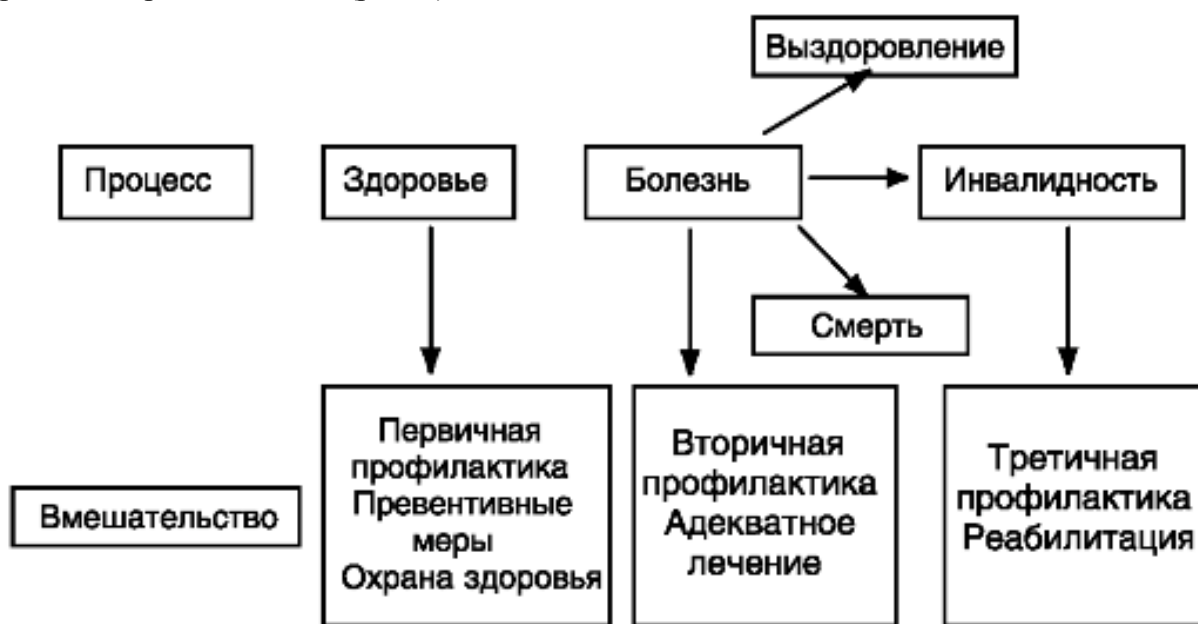 Выздоровление
Процесс
Здоровье
Болезнь
Инвалидность
Смерть
Вмешательство
Первичная
профилактика
Превентивные
меры
Охрана здоровья
Вторичная
профилактика
Адекватное
лечение
Третичная
профилактика
Реабилитация